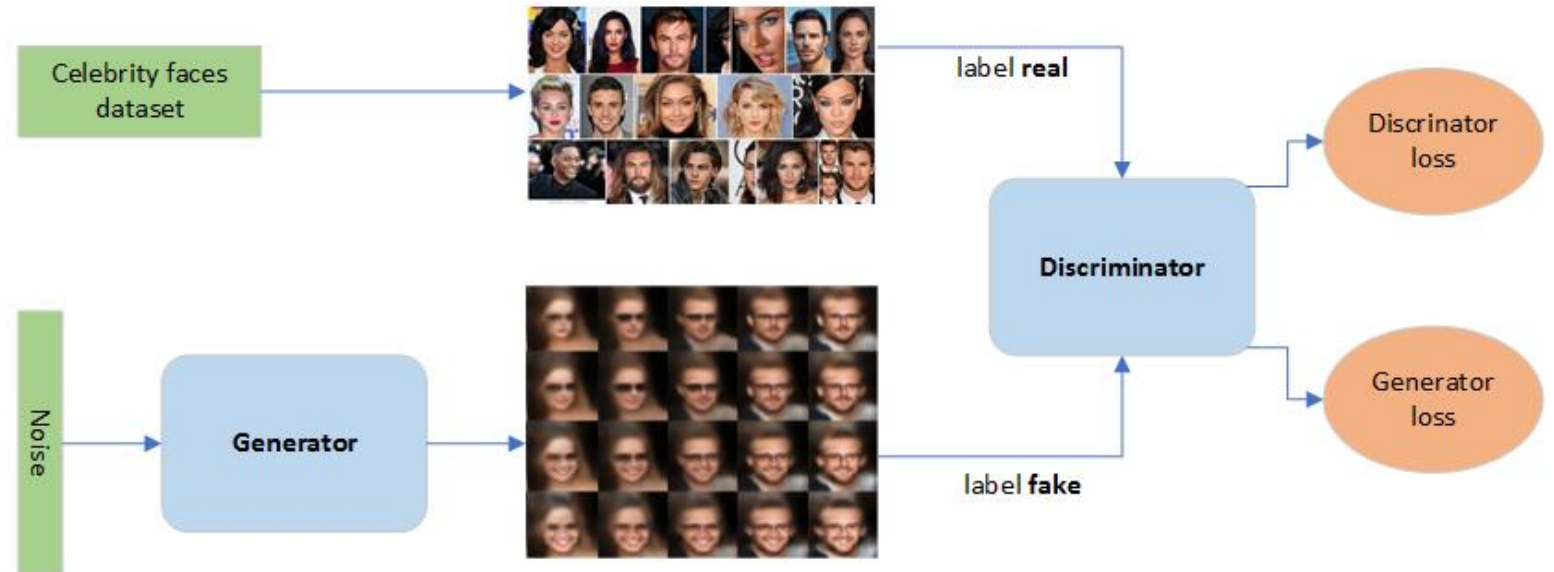 Celebrity faces
dataset
label real
Discrinator
loss
Discriminator
Noise
Generator
Generator
loss
label fake